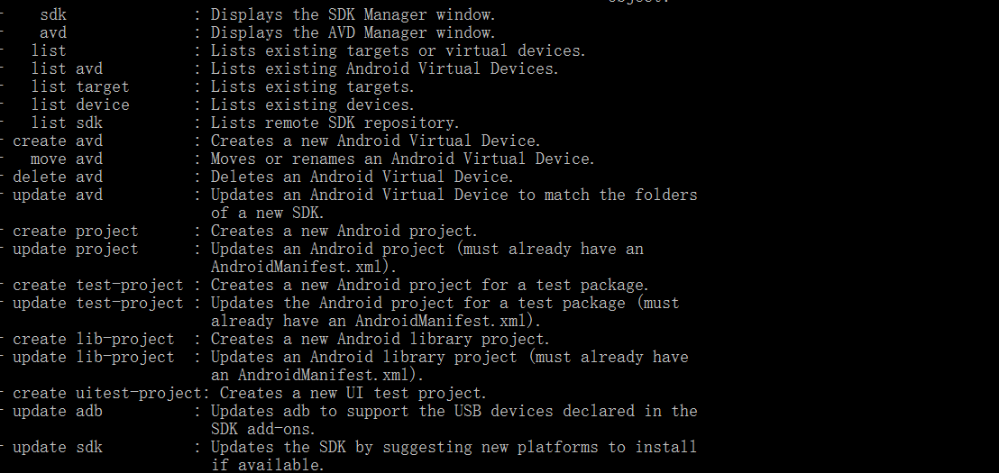 object.
- sdk : Displays the SDK Manager window.
- avd : Displays the AVD Manager window.
- list : Lists existing targets or virtual devices.
- list avd : Lists existing Android Virtual Devices.
- list target : Lists existing targets.
- list device : Lists existing devices.
- list sdk : Lists remote SDK repository.
- create avd : Creates a new Android Virtual Device.
- move avd : Moves or renames an Android Virtual Device.
- delete avd : Deletes an Android Virtual Device.
- update avd : Updates an Android Virtual Device to match the folders
of a new SDK.
- create project : Creates a new Android project.
- update project : Updates an Android project (must already have an
AndroidManifest.xml).
- create test-project : Creates a new Android project for a test package.
- update test-project : Updates the Android project for a test package (must
already have an AndroidManifest.xml).
- create lib-project : Creates a new Android library project.
- update lib-project : Updates an Android library project (must already have
an AndroidManifest.xml).
- create uitest-project: Creates a new UI test project.
- update adb : Updates adb to support the USB devices declared in the
SDK add-ons.
- update sdk : Updates the SDK by suggesting new platforms to install
if available.